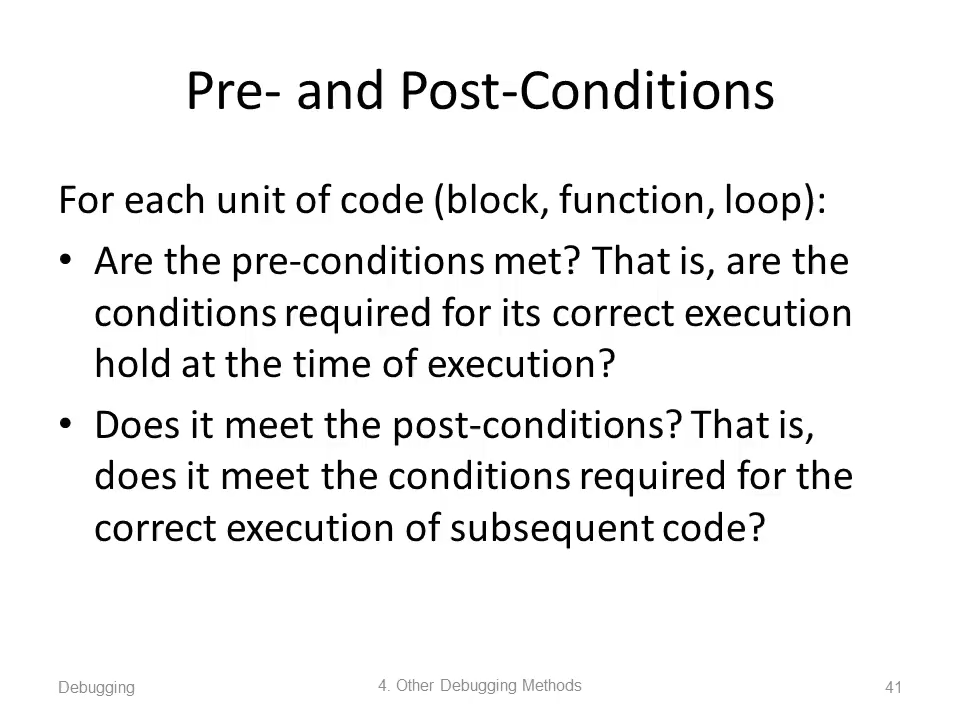 Pre- and Post-Conditions
For each unit of code (block, function, loop):
• Are the pre-conditions met? That is, are the
conditions required for its correct execution
hold at the time of execution?
• Does it meet the post-conditions? That is,
does it meet the conditions required for the
correct execution of subsequent code?
Debugging
4. Other Debugging Methods
41